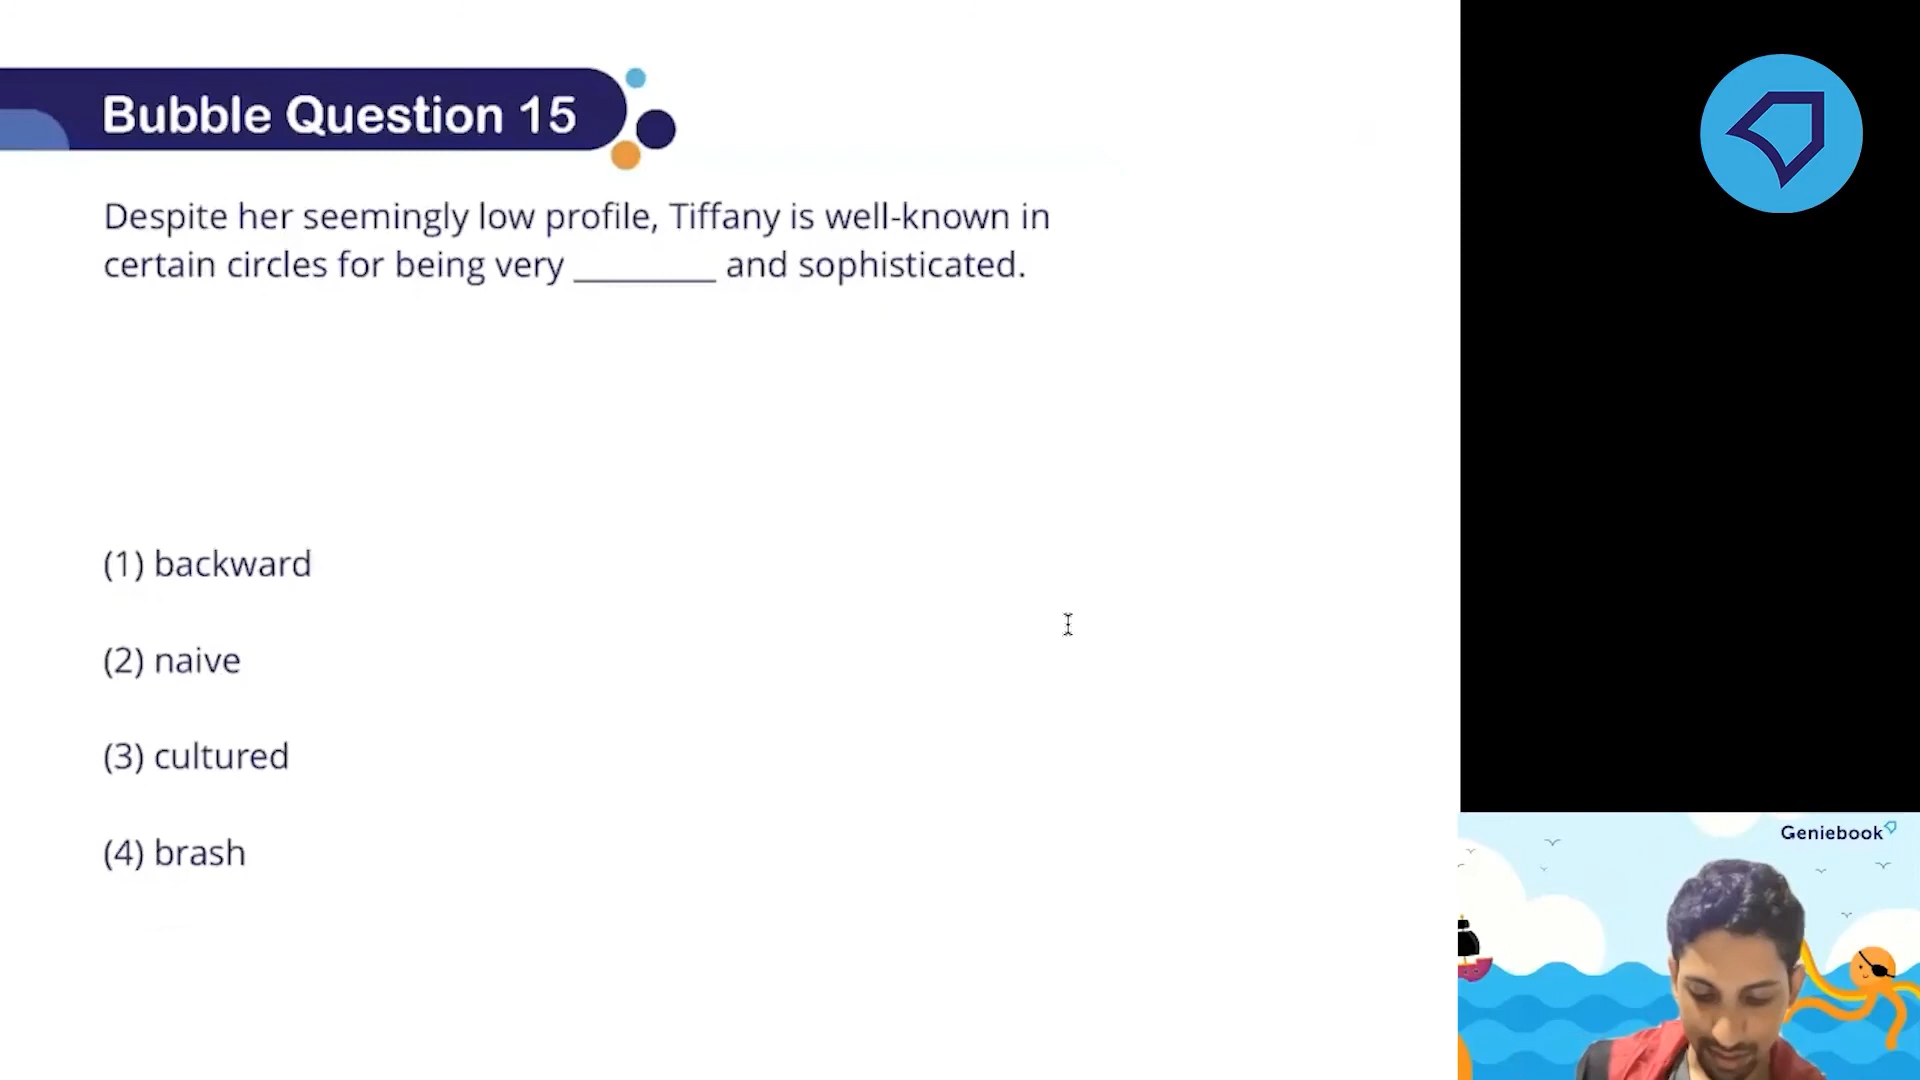 Bubble Question 15
Despite her seemingly low profile, Tiffany is well-known in
certain circles for being very ________ and sophisticated.
(1) backward
(2) naive
(3) cultured
(4) brash
Geniebook